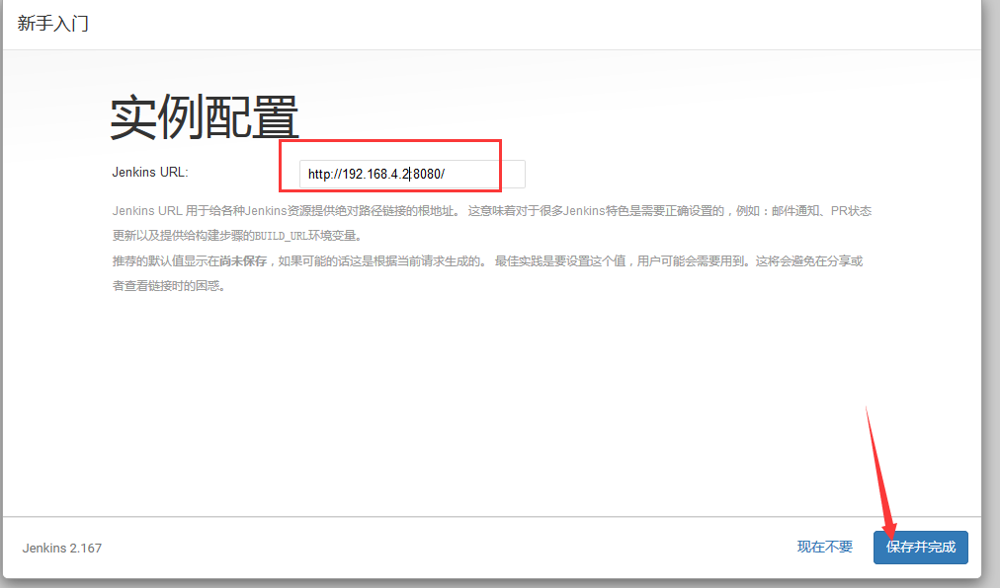 新手入门
实例配置
Jenkins URL:
http://192.168.4.2:8080/
Jenkins URL 用于给各种Jenkins资源提供绝对路径链接的根地址。 这意味着对于很多Jenkins特色是需要正确设置的，例如：邮件通知、PR状态
更新以及提供给构建步骤的BUILD_URL环境变量。
推荐的默认值显示在尚未保存，如果可能的话这是根据当前请求生成的。 最佳实践是要设置这个值，用户可能会需要用到。这将会避免在分享或
者查看链接时的困惑。
Jenkins 2.167
现在不要
保存并完成